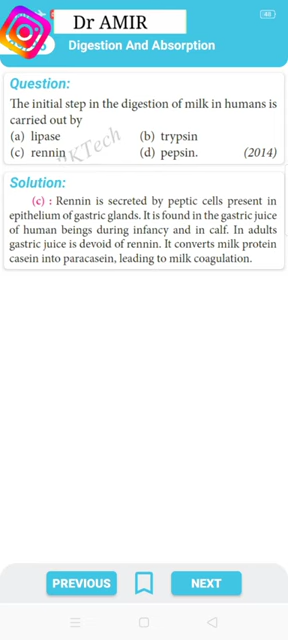 Dr AMIR
48
Digestion And Absorption
Question:
The initial step in the digestion of milk in humans is
carried out by
(a) lipase (b) trypsin
(c) rennin (d) pepsin. (2014)
Solution:
(c) : Rennin is secreted by peptic cells present in
epithelium of gastric glands. It is found in the gastric juice
of human beings during infancy and in calf. In adults
gastric juice is devoid of rennin. It converts milk protein
casein into paracasein, leading to milk coagulation.
PREVIOUS
NEXT